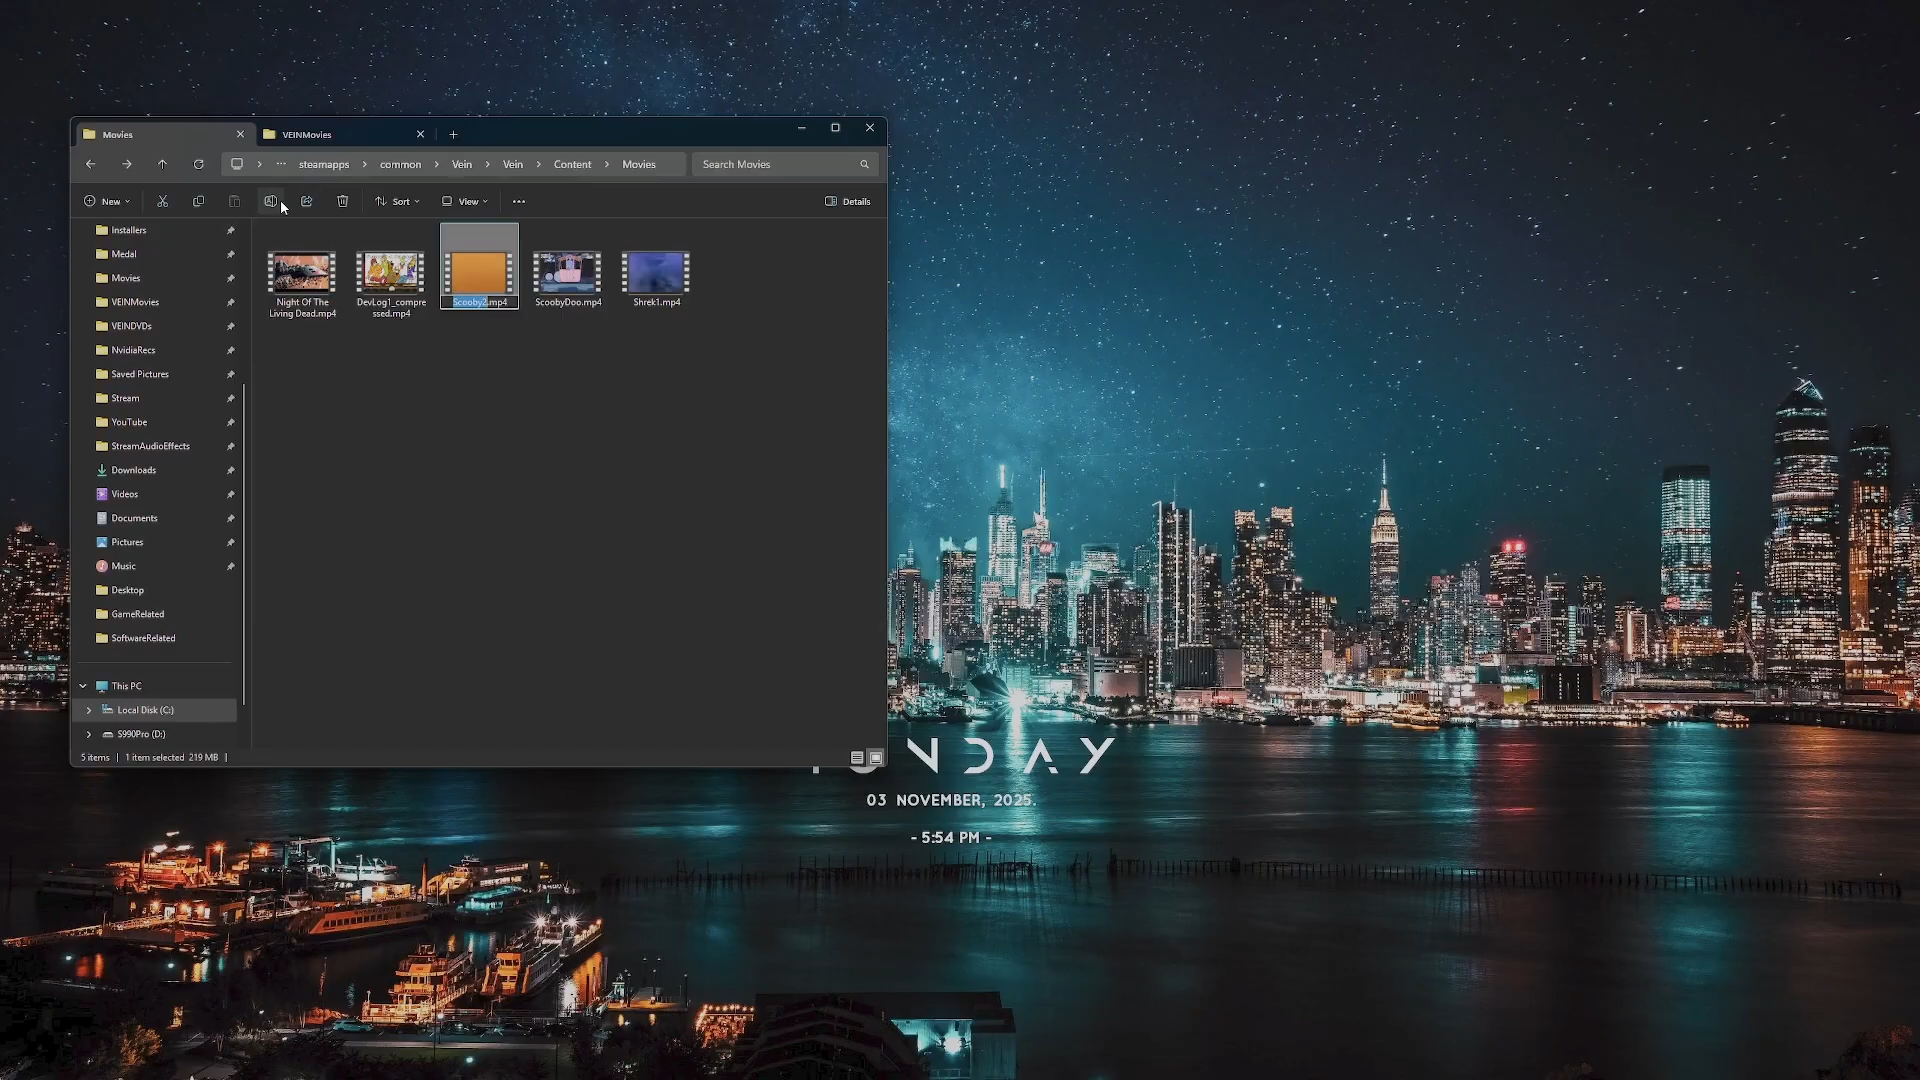 Movies
VEINMovies
steamapps
common
Vein
Vein
Content
Movies
Search Movies
New
Sort
View
Details
Installers
Medal
Movies
VEINMovies
VEINDVDs
NvidiaRecs
Saved Pictures
Stream
YouTube
StreamAudioEffects
Downloads
Videos
Documents
Pictures
Music
Desktop
GameRelated
SoftwareRelated
This PC
Local Disk (C:)
S990Pro (D:)
Night Of The
Living Dead.mp4
DevLog1_compre
ssed.mp4
Scooby2.mp4
ScoobyDoo.mp4
Shrek1.mp4
5 items
1 item selected 219 MB
NDAY
03 NOVEMBER, 2025.
- 5:54 PM -